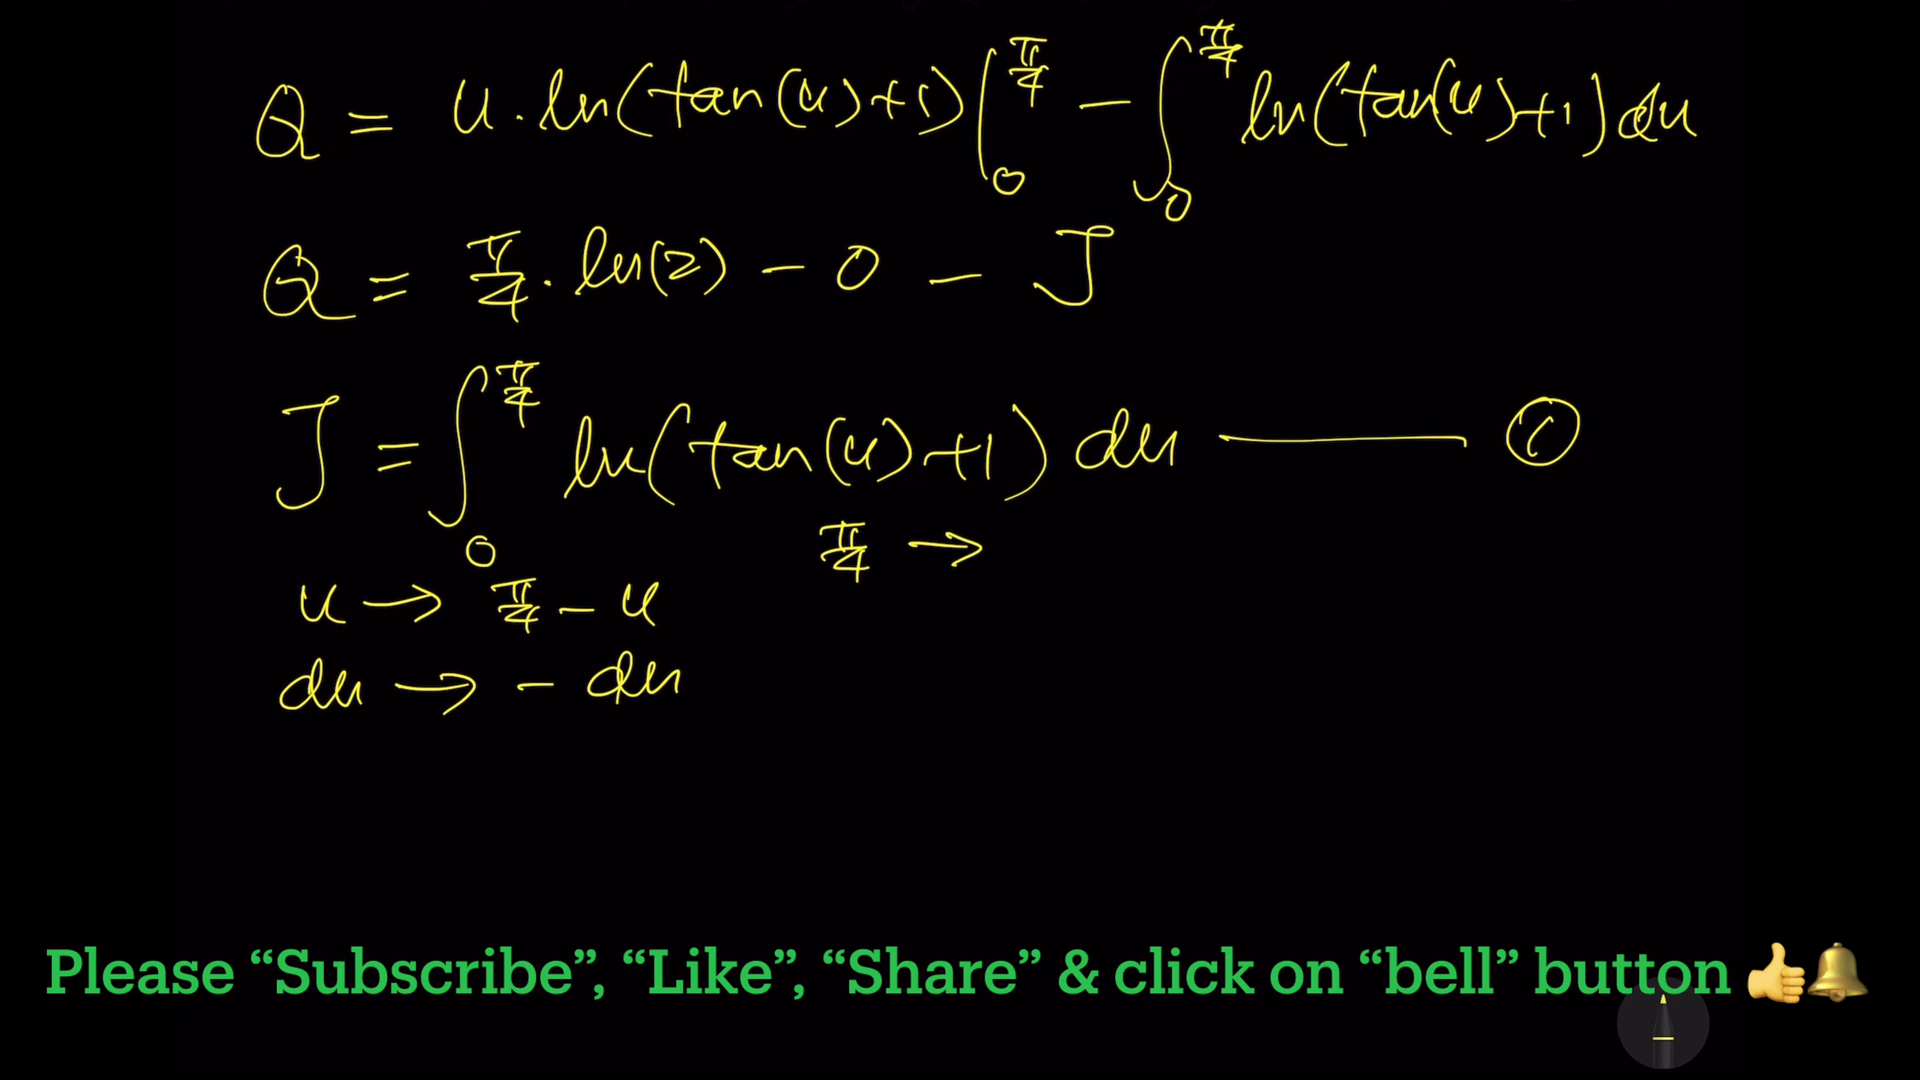 Q = u·ln(tan(u)+1)|₀^(π/4) − ∫₀^(π/4) ln(tan(u)+1)du
Q = π/4 · ln(2) − 0 − J
J = ∫₀^(π/4) ln(tan(u)+1) du ——— ①
π/4 →
u → π/4 − u
du → − du
Please “Subscribe”, “Like”, “Share” & click on “bell” button 👍🔔